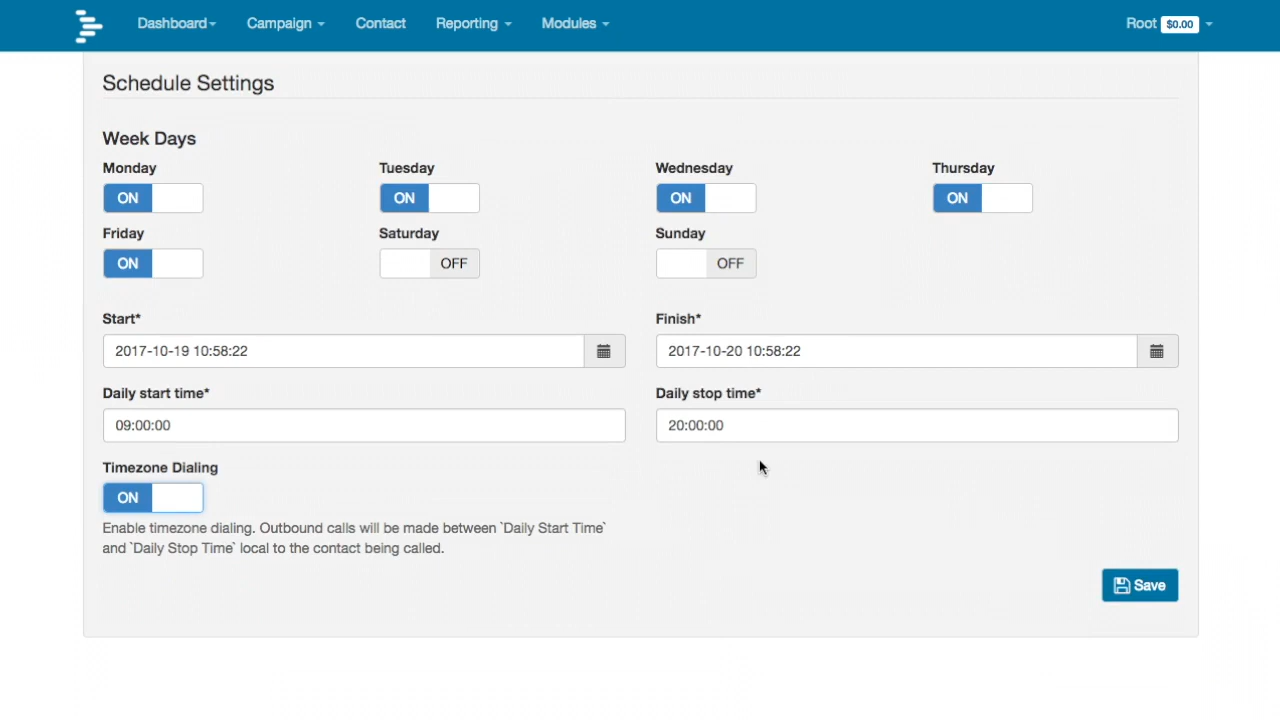 Dashboard Campaign Contact Reporting Modules Root $0.00
Schedule Settings
Week Days
Monday Tuesday Wednesday Thursday
ON ON ON ON
Friday Saturday Sunday
ON OFF OFF
Start* Finish*
2017-10-19 10:58:22 2017-10-20 10:58:22
Daily start time* Daily stop time*
09:00:00 20:00:00
Timezone Dialing
ON
Enable timezone dialing. Outbound calls will be made between `Daily Start Time`
and `Daily Stop Time` local to the contact being called.
Save